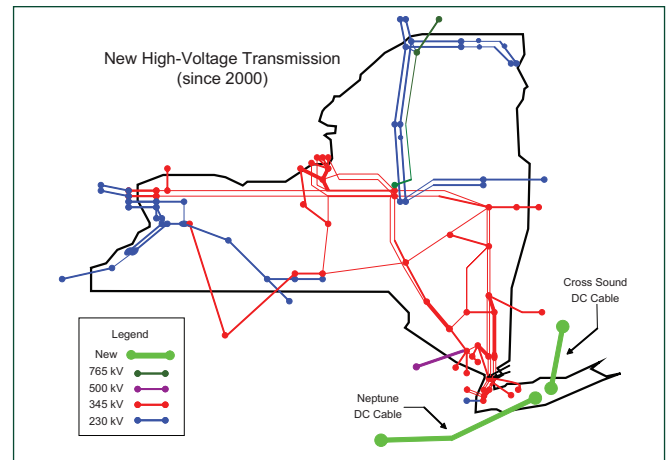 New High-Voltage Transmission
(since 2000)
Cross Sound
DC Cable
Legend
New
765 kV
500 kV
345 kV
230 kV
Neptune
DC Cable